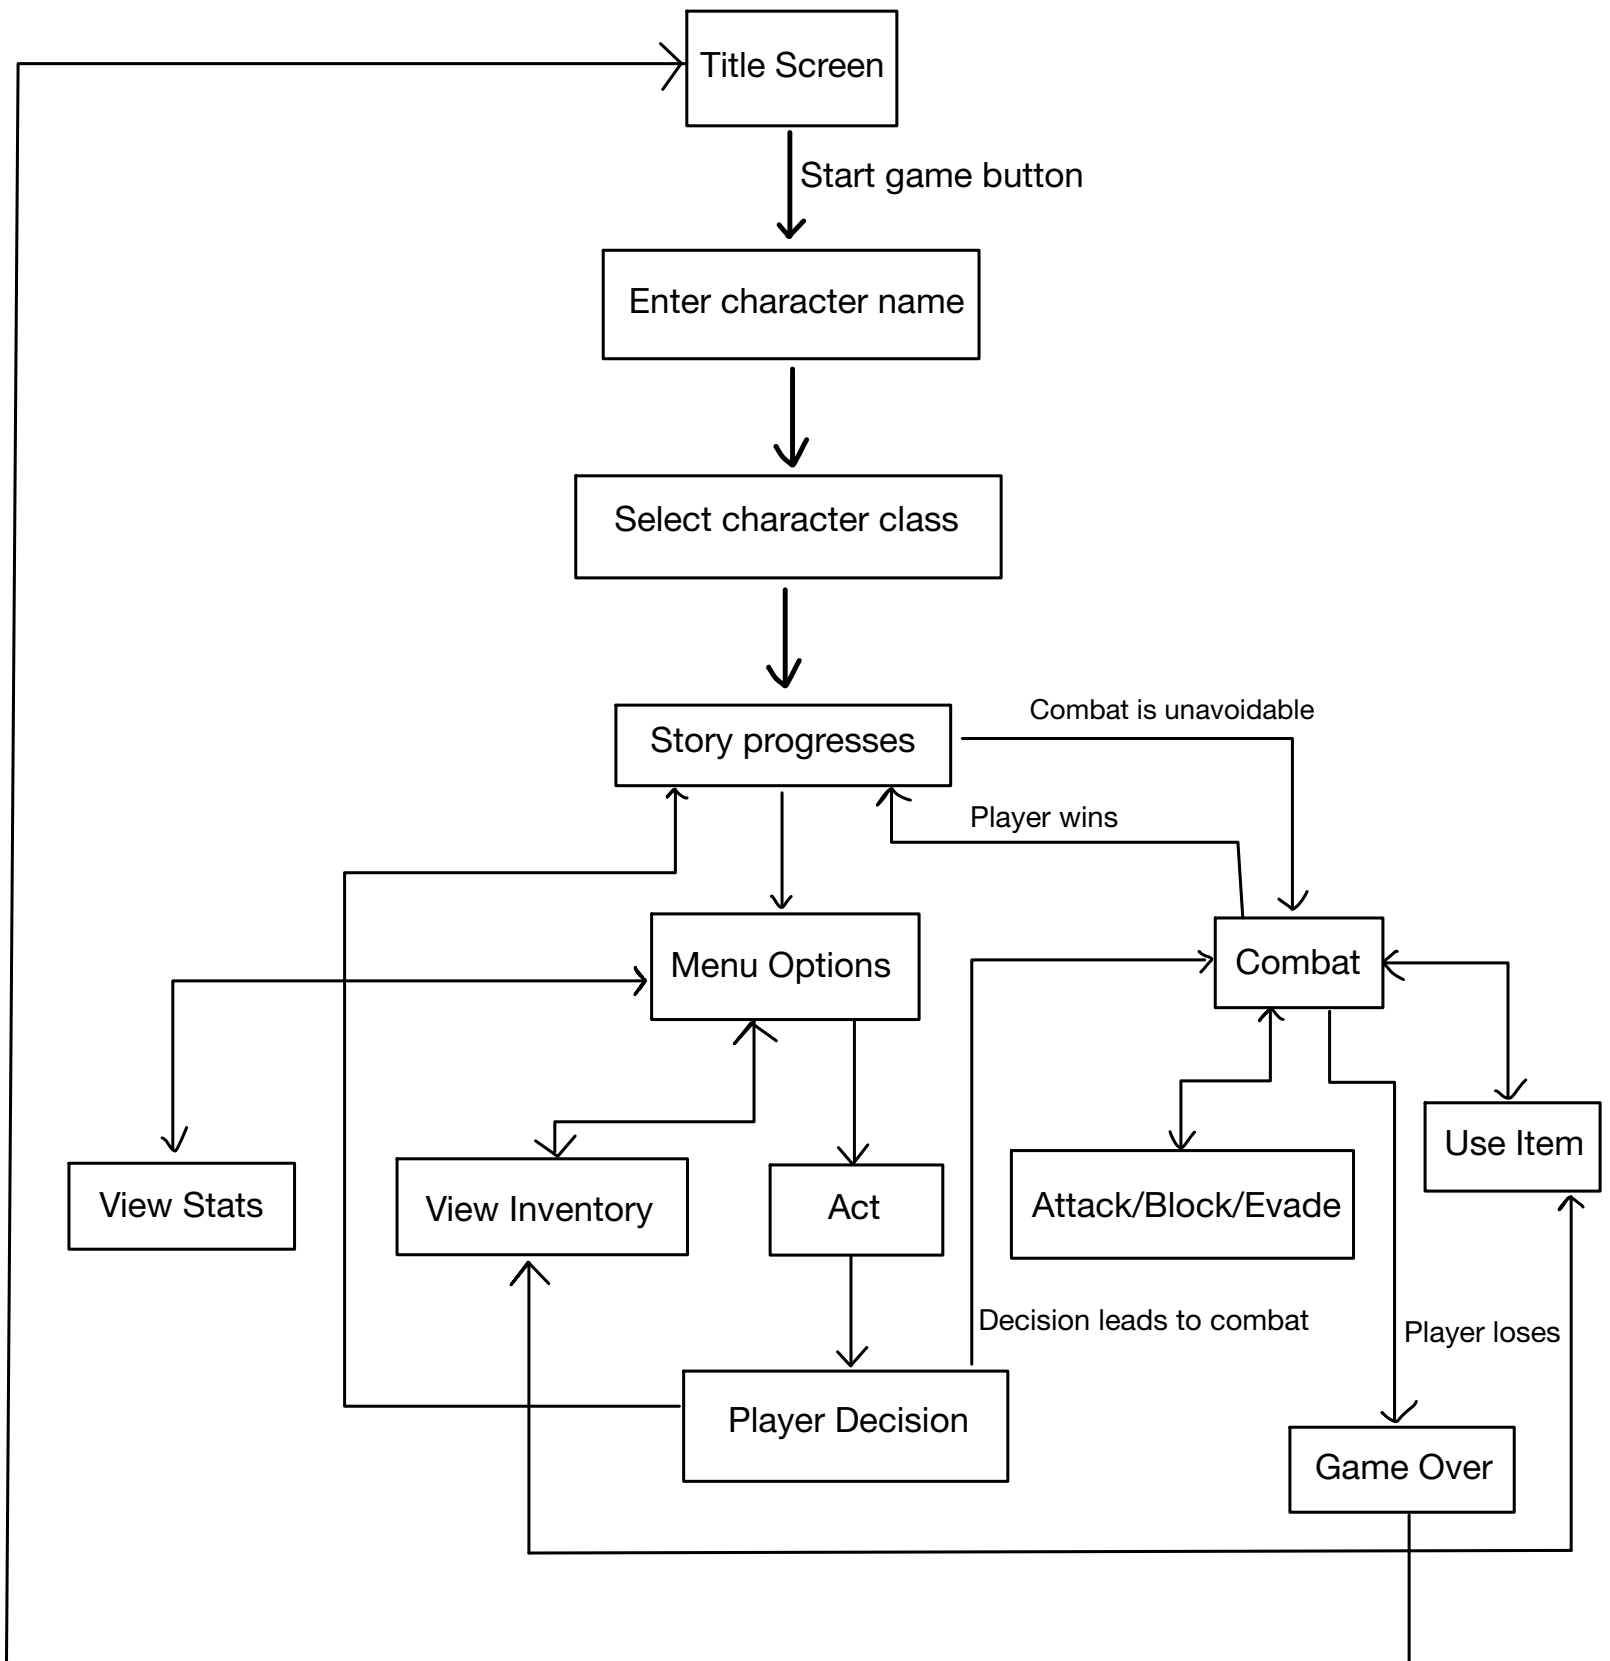 Title Screen
Start game button
Enter character name
Select character class
Story progresses
Combat is unavoidable
Player wins
Menu Options
Combat
View Stats
View Inventory
Act
Attack/Block/Evade
Use Item
Decision leads to combat
Player loses
Player Decision
Game Over